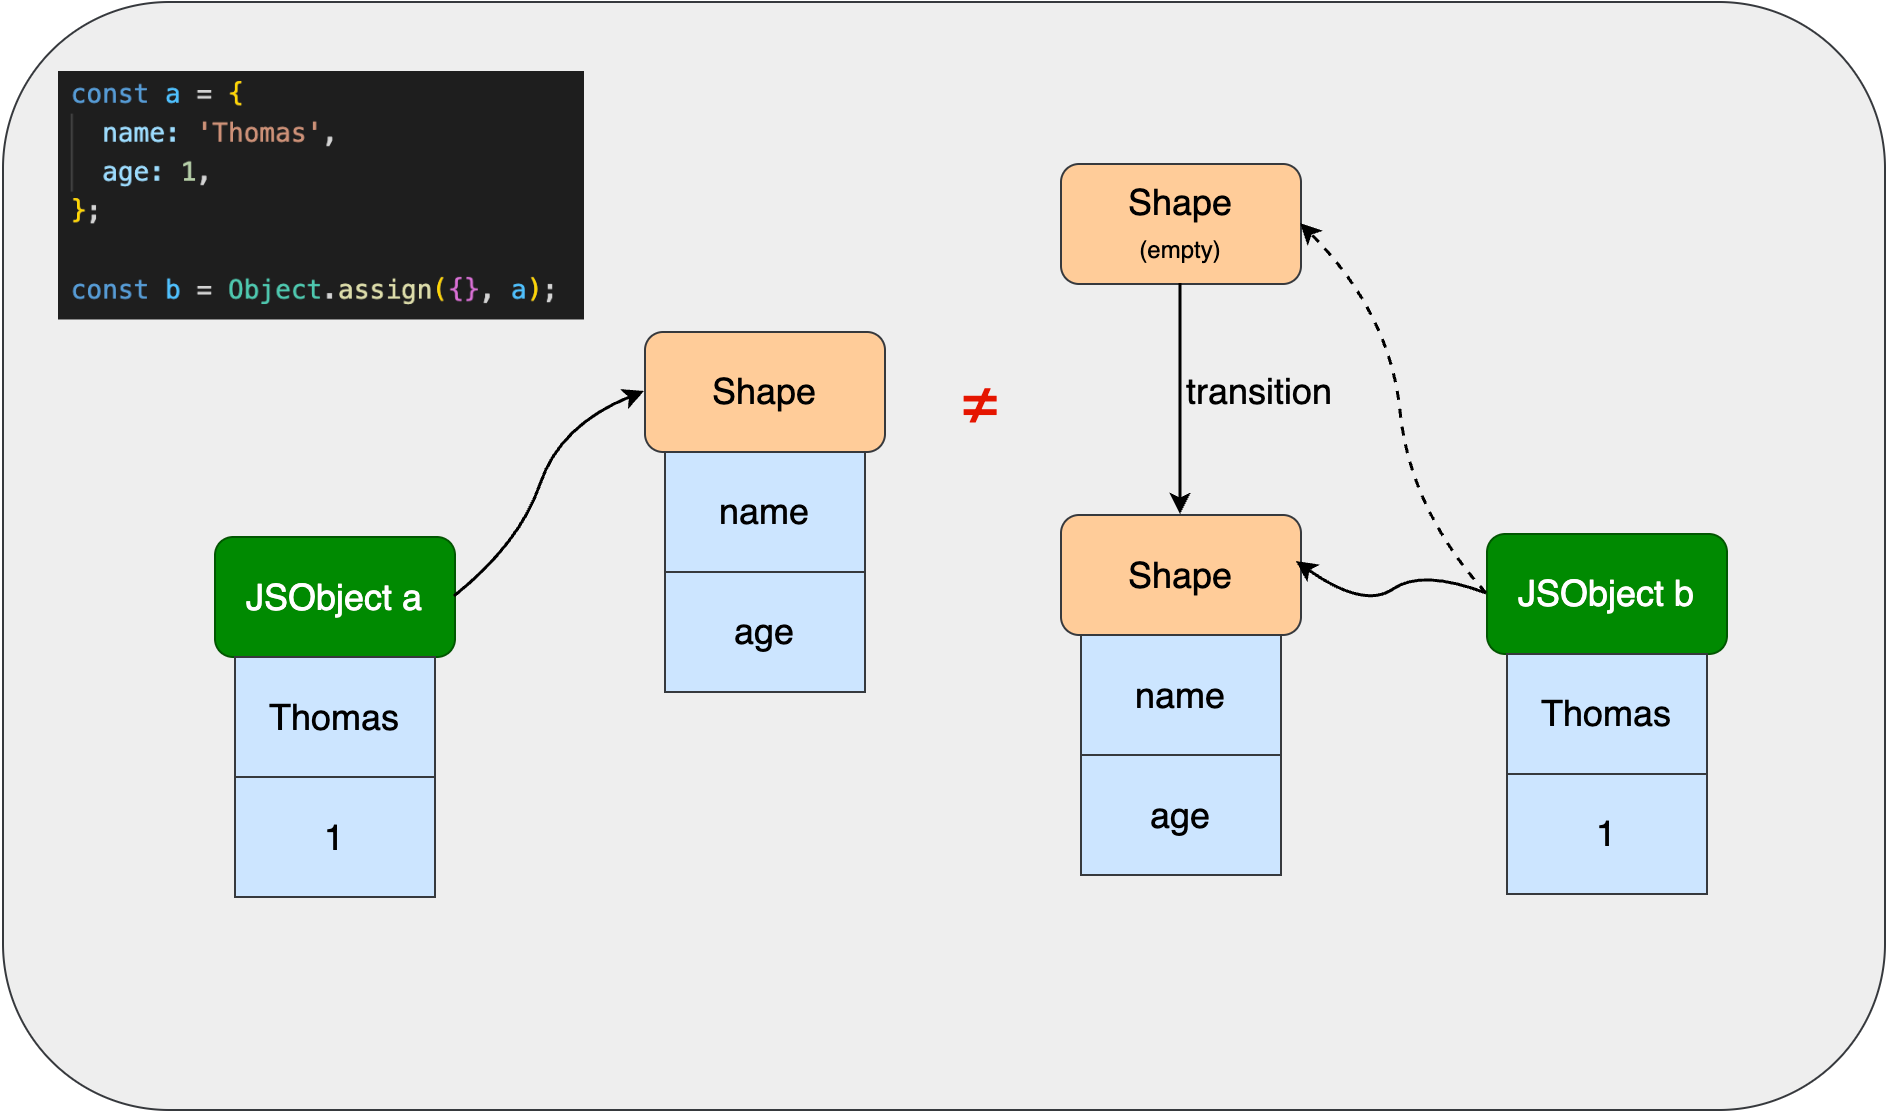 const a = {
  name: 'Thomas',
  age: 1,
};
const b = Object.assign({}, a);
Shape
name
age
JSObject a
Thomas
1
≠
Shape
(empty)
transition
Shape
name
age
JSObject b
Thomas
1